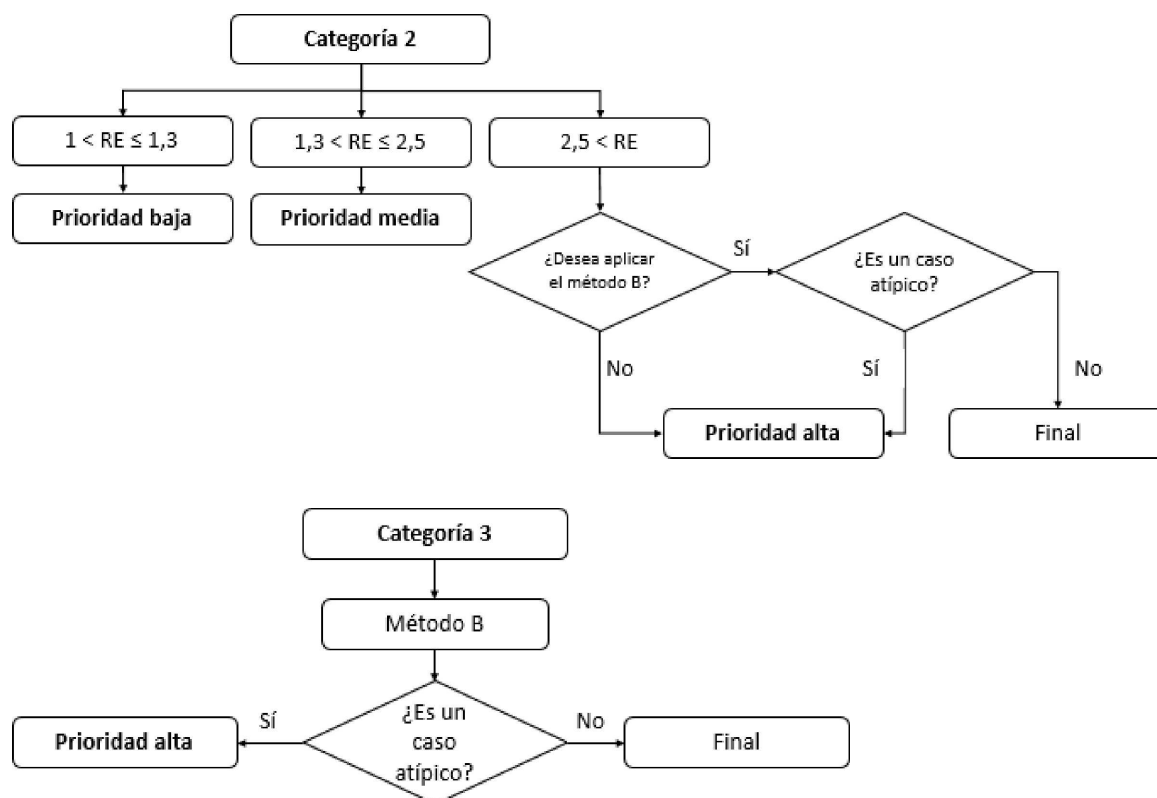 Categoría 2
1 < RE ≤ 1,3
1,3 < RE ≤ 2,5
2,5 < RE
Prioridad baja
Prioridad media
¿Desea aplicar
el método B?
Sí
¿Es un caso
atípico?
No
Sí
No
Prioridad alta
Final
Categoría 3
Método B
¿Es un
caso
atípico?
Sí
No
Prioridad alta
Final